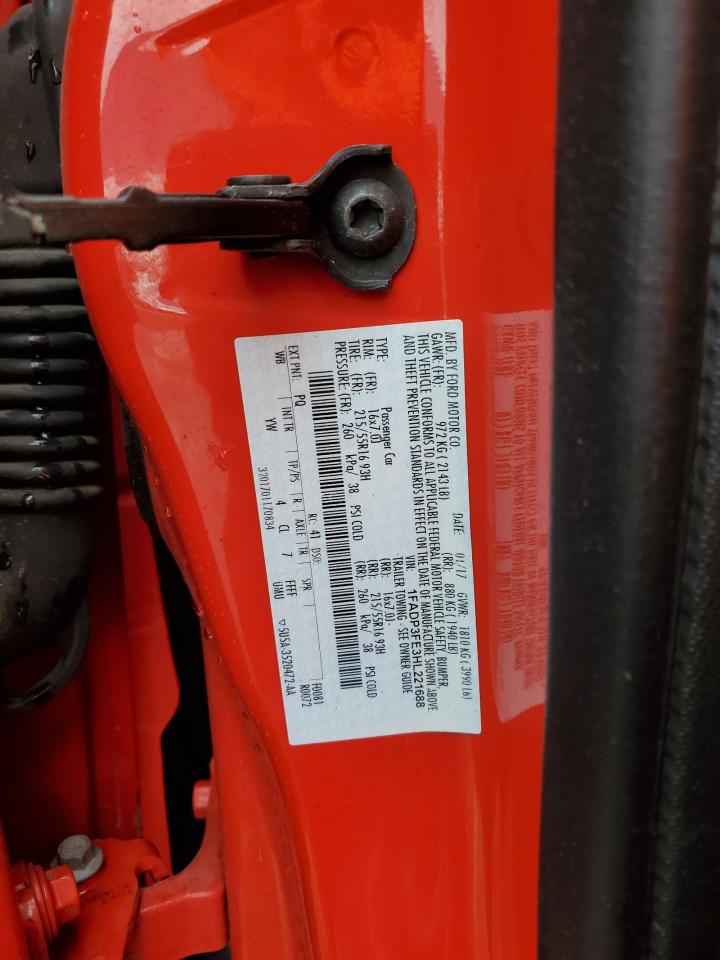 MFD. BY FORD MOTOR CO.
DATE: 01/17 GVWR: 1810 KG ( 3990 LB)
GAWR: (FR): 972 KG ( 2143 LB) (RR): 880 KG ( 1940 LB)
THIS VEHICLE CONFORMS TO ALL APPLICABLE FEDERAL MOTOR VEHICLE SAFETY, BUMPER,
AND THEFT PREVENTION STANDARDS IN EFFECT ON THE DATE OF MANUFACTURE SHOWN ABOVE
VIN: 1FADP3FE3HL221688
TYPE: Passenger Car - TRAILER TOWING - SEE OWNER GUIDE
RIM: (FR): 16x7.0J (RR): 16x7.0J
TIRE: (FR): 215/55R16 93H (RR): 215/55R16 93H
PRESSURE: (FR): 260 kPa/ 38 PSI COLD (RR): 260 kPa/ 38 PSI COLD
RC: 41 DSO:
EXT PNT: PQ
WB INT TR TP/PS R AXLE TR SPR
YW 4 CL 7 FFFF
3201701170834 UMU ▽ SU5A-3520472-AA
R0072